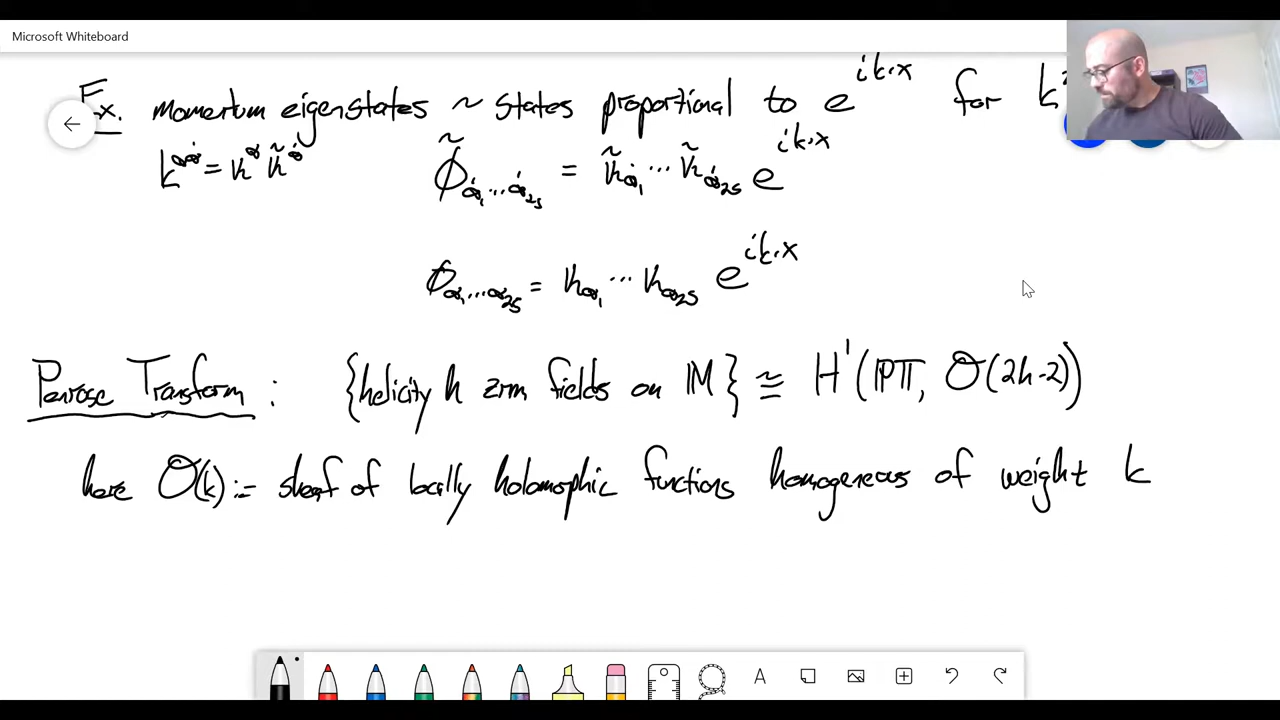 Microsoft Whiteboard
Ex. momentum eigenstates ~ states proportional to e^{ik·x} for k²
k^{αα̇} = κ^α κ̃^{α̇}   φ̃_{α̇₁…α̇₂ₛ} = κ̃_{α̇₁} ⋯ κ̃_{α̇₂ₛ} e^{ik·x}
φ_{α₁…α₂ₛ} = κ_{α₁} ⋯ κ_{α₂ₛ} e^{ik·x}
Penrose Transform : {helicity h zrm fields on 𝕄} ≅ H¹(ℙ𝕋, 𝒪(2h-2))
here 𝒪(k) := sheaf of locally holomorphic functions homogeneous of weight k
A